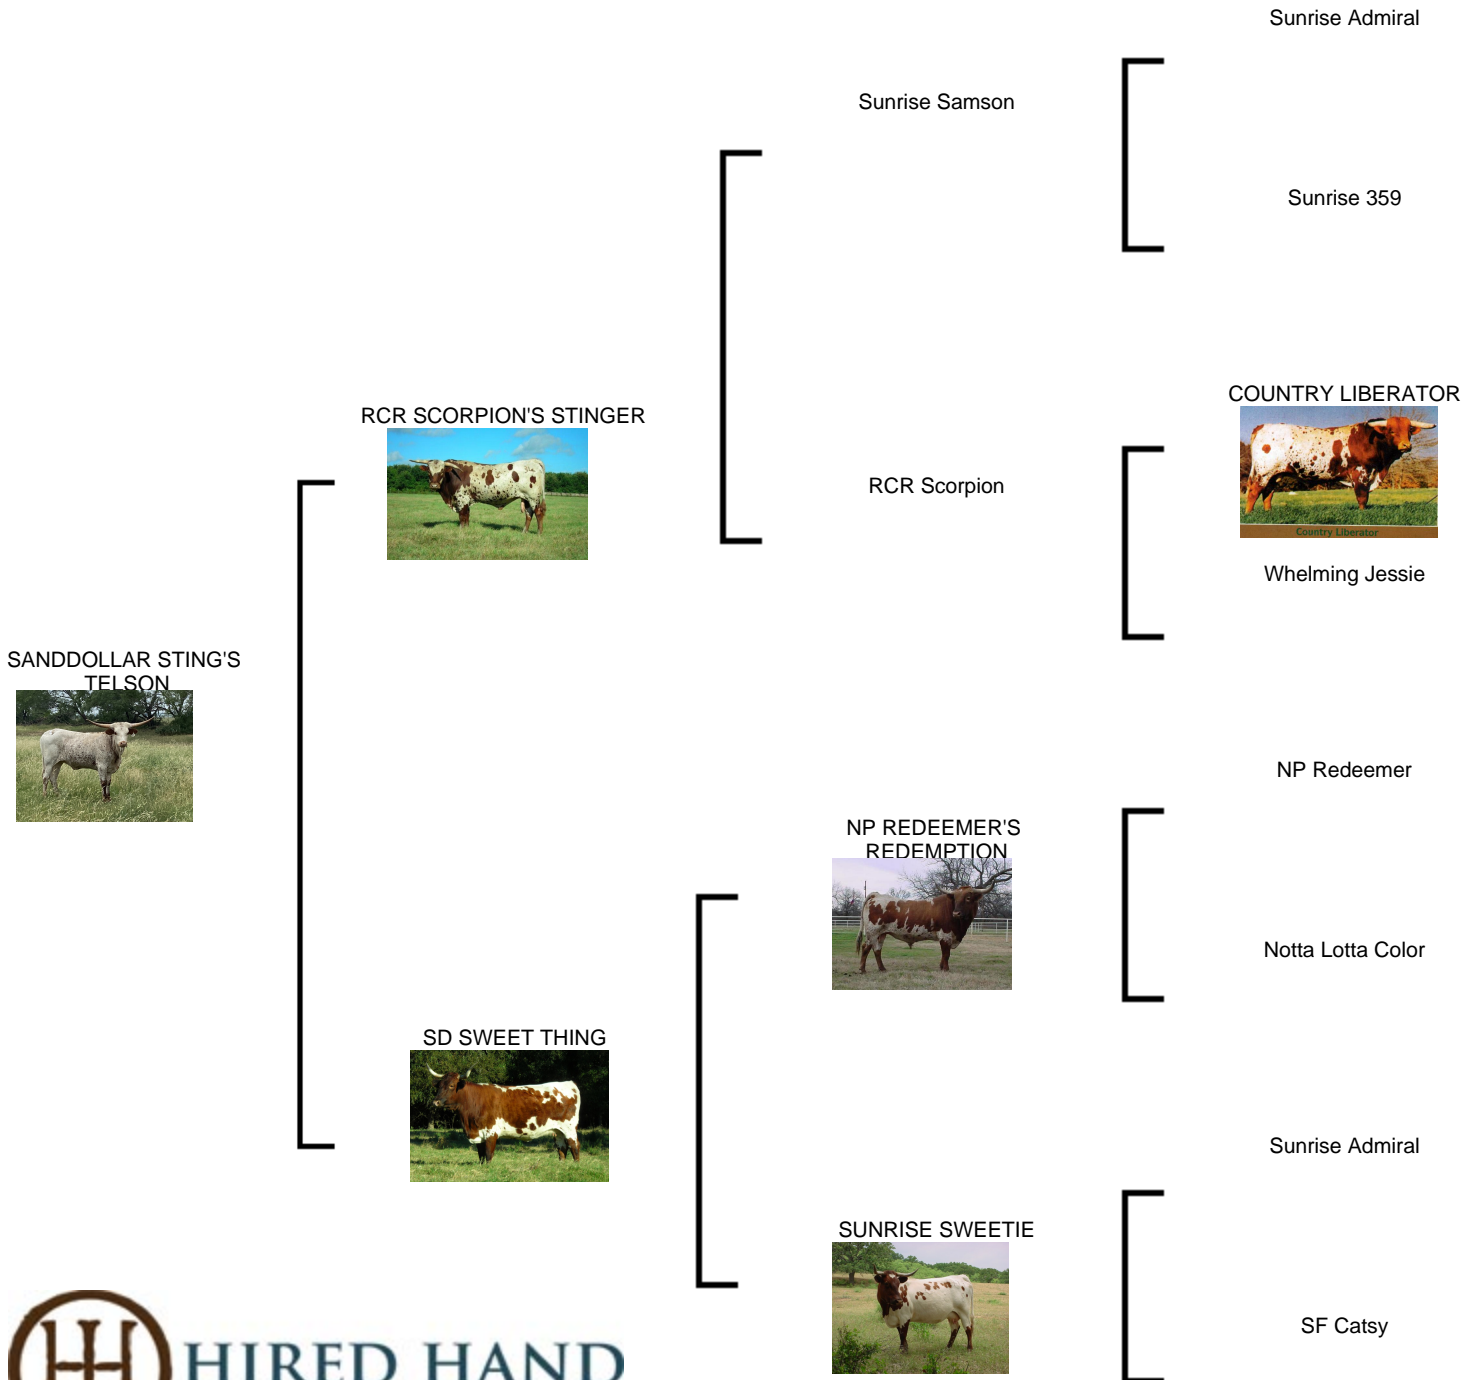 Sunrise Admiral
Sunrise Samson
Sunrise 359
COUNTRY LIBERATOR
RCR SCORPION'S STINGER
Country Liberator
RCR Scorpion
Whelming Jessie
SANDDOLLAR STING'S
TELSON
NP Redeemer
NP REDEEMER'S
REDEMPTION
Notta Lotta Color
SD SWEET THING
Sunrise Admiral
SUNRISE SWEETIE
SF Catsy
HIRED HAND